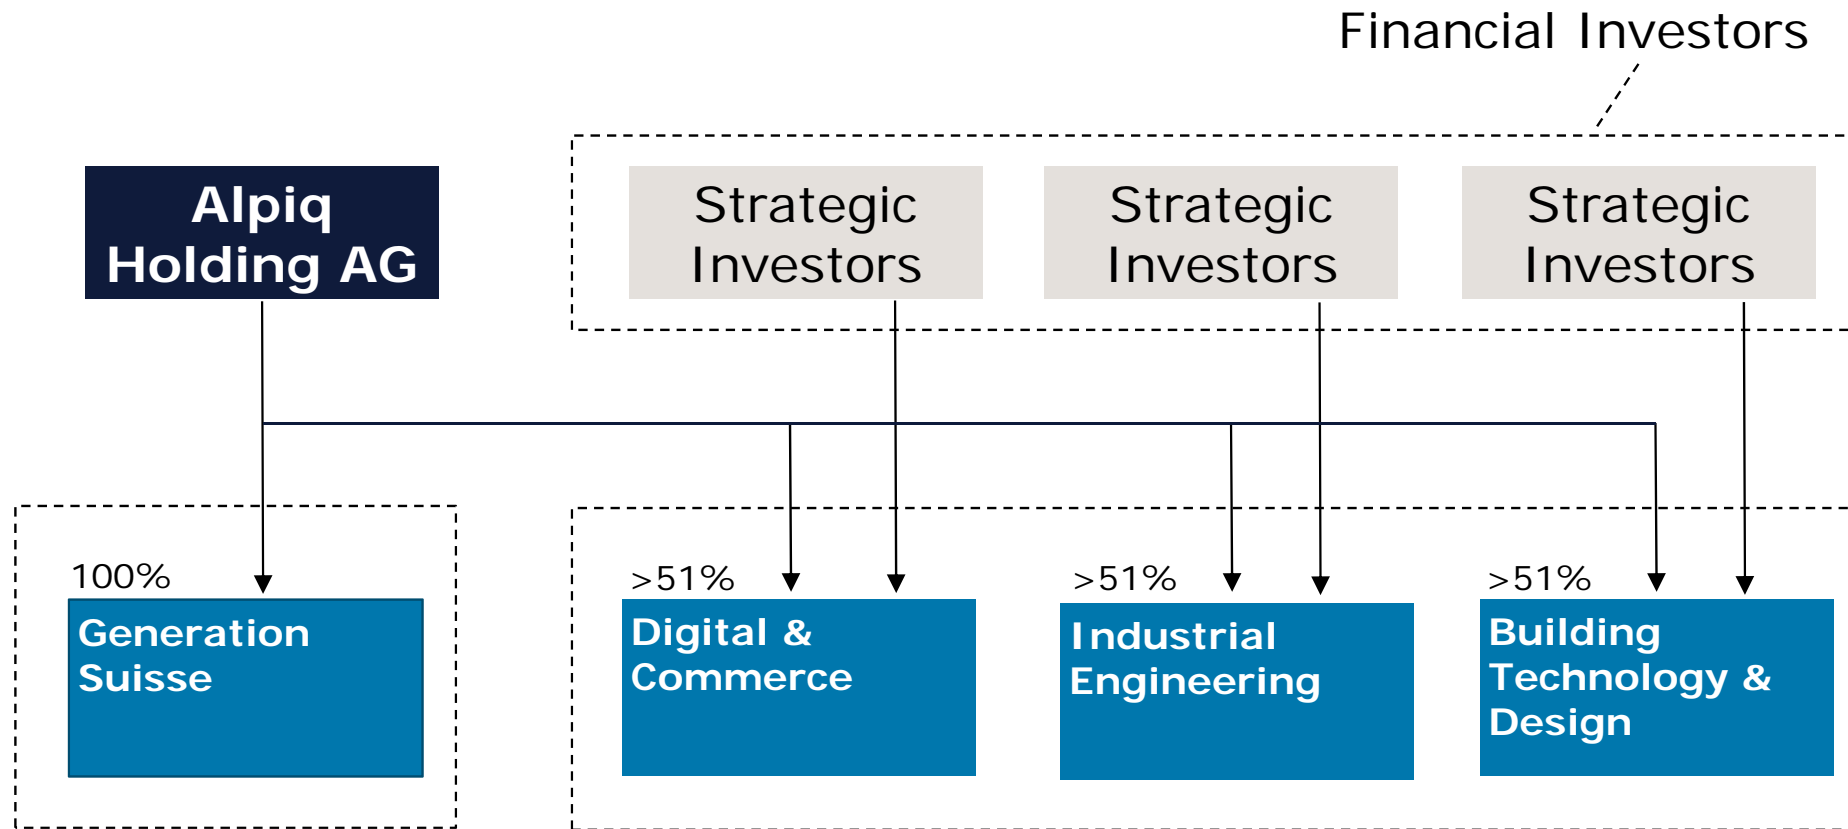 Financial Investors
Alpiq
Holding AG
Strategic
Investors
Strategic
Investors
Strategic
Investors
100%
Generation
Suisse
>51%
Digital &
Commerce
>51%
Industrial
Engineering
>51%
Building
Technology &
Design